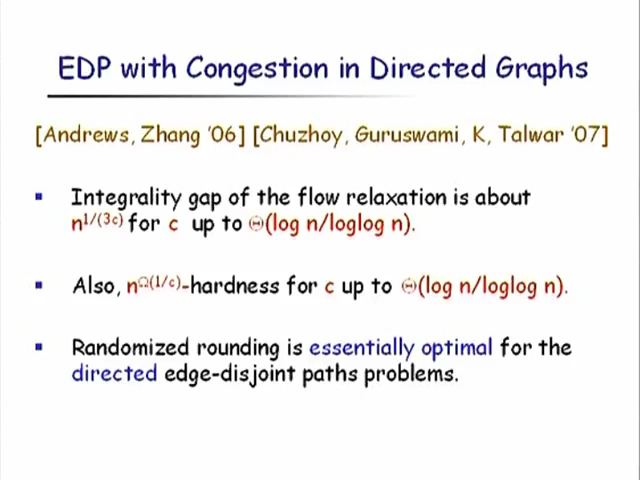 EDP with Congestion in Directed Graphs
[Andrews, Zhang '06] [Chuzhoy, Guruswami, K, Talwar '07]
Integrality gap of the flow relaxation is about
n^1/(3c) for c up to Θ(log n/loglog n).
Also, n^Ω(1/c)-hardness for c up to Θ(log n/loglog n).
Randomized rounding is essentially optimal for the
directed edge-disjoint paths problems.